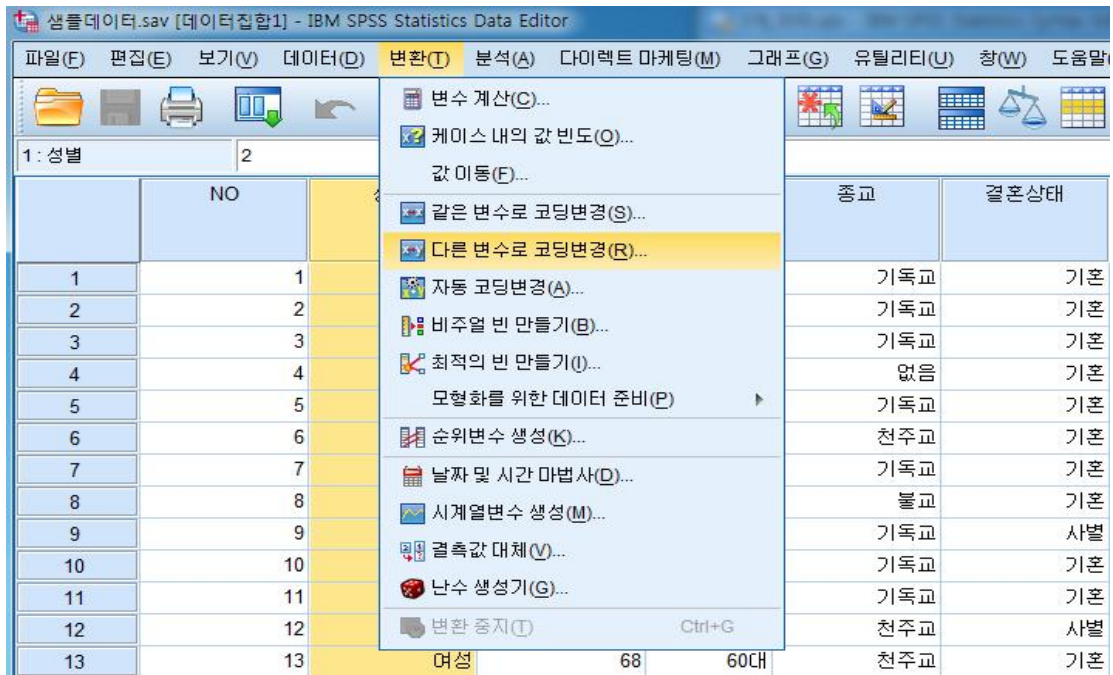 샘플데이터.sav [데이터집합1] - IBM SPSS Statistics Data Editor
파일(F) 편집(E) 보기(V) 데이터(D) 변환(T) 분석(A) 다이렉트 마케팅(M) 그래프(G) 유틸리티(U) 창(W) 도움말
1 : 성별 2
변수 계산(C)...
케이스 내의 값 빈도(O)...
값 이동(F)...
같은 변수로 코딩변경(S)...
다른 변수로 코딩변경(R)...
자동 코딩변경(A)...
비주얼 빈 만들기(B)...
최적의 빈 만들기(I)...
모형화를 위한 데이터 준비(P)
순위변수 생성(K)...
날짜 및 시간 마법사(D)...
시계열변수 생성(M)...
결측값 대체(V)...
난수 생성기(G)...
변환 중지(T) Ctrl+G
NO 종교 결혼상태
1 1 기독교 기혼
2 2 기독교 기혼
3 3 기독교 기혼
4 4 없음 기혼
5 5 기독교 기혼
6 6 천주교 기혼
7 7 기독교 기혼
8 8 불교 기혼
9 9 기독교 사별
10 10 기독교 기혼
11 11 기독교 기혼
12 12 천주교 사별
13 13 여성 68 60대 천주교 기혼